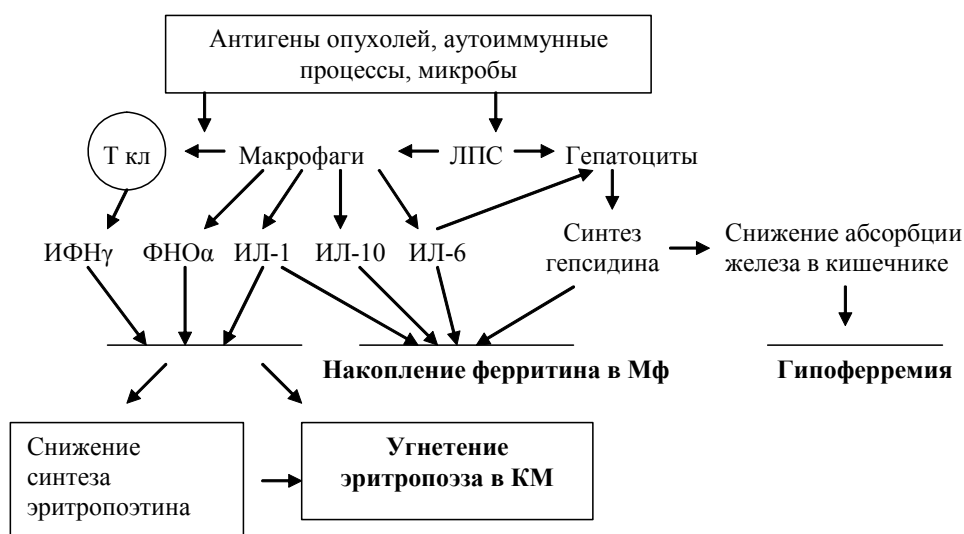 Антигены опухолей, аутоиммунные
процессы, микробы
Т кл
Макрофаги
ЛПС
Гепатоциты
ИФНγ
ФНОα
ИЛ-1
ИЛ-10
ИЛ-6
Синтез
гепсидина
Снижение абсорбции
железа в кишечнике
Накопление ферритина в Мф
Гипоферремия
Снижение
синтеза
эритропоэтина
Угнетение
эритропоэза в КМ